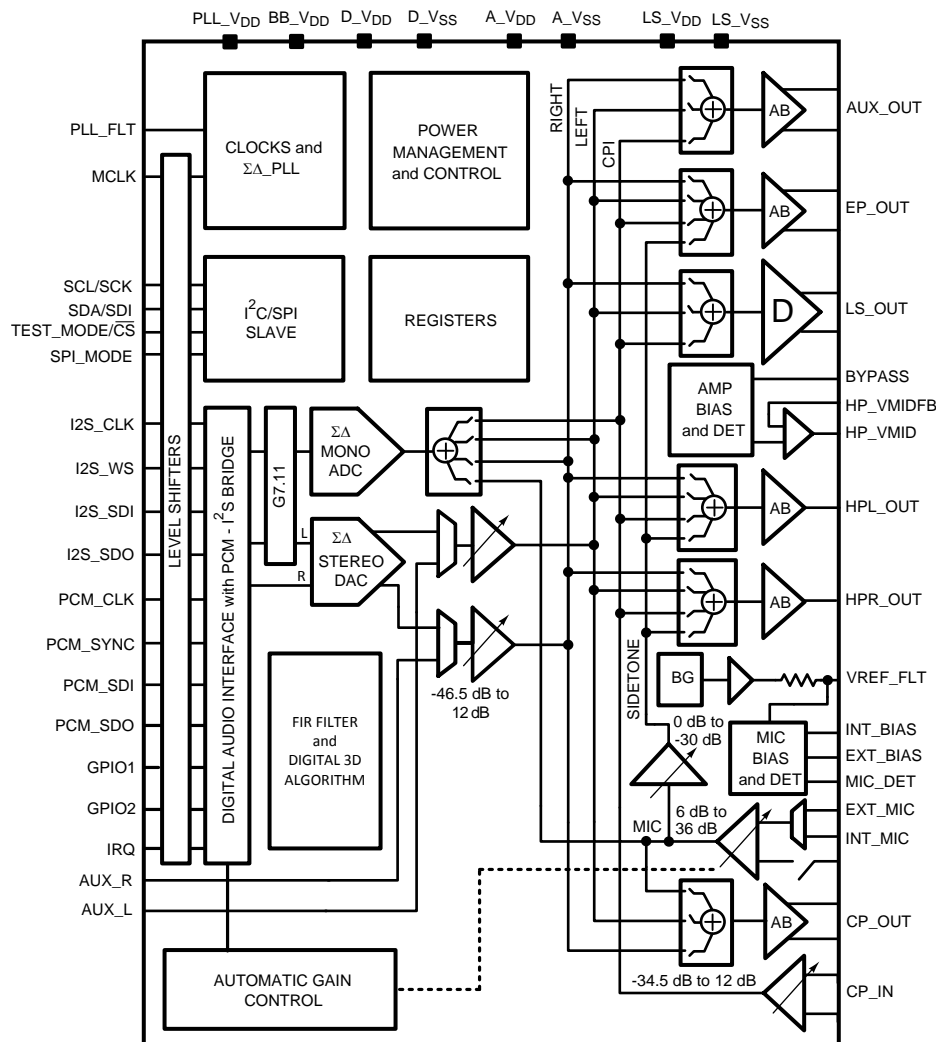 PLL_VDD BB_VDD D_VDD D_VSS A_VDD A_VSS LS_VDD LS_VSS
PLL_FLT
MCLK
SCL/SCK
SDA/SDI
TEST_MODE/CS
SPI_MODE
I2S_CLK
I2S_WS
I2S_SDI
I2S_SDO
PCM_CLK
PCM_SYNC
PCM_SDI
PCM_SDO
GPIO1
GPIO2
IRQ
AUX_R
AUX_L
LEVEL SHIFTERS
CLOCKS and
ΣΔ_PLL
POWER
MANAGEMENT
and CONTROL
I2C/SPI
SLAVE
REGISTERS
DIGITAL AUDIO INTERFACE with PCM - I2S BRIDGE
G7.11
ΣΔ
MONO
ADC
L
R
ΣΔ
STEREO
DAC
-46.5 dB to
12 dB
FIR FILTER
and
DIGITAL 3D
ALGORITHM
AUTOMATIC GAIN
CONTROL
RIGHT
LEFT
CPI
SIDETONE
AB
AUX_OUT
AB
EP_OUT
D
LS_OUT
AMP
BIAS
and DET
BYPASS
HP_VMIDFB
HP_VMID
AB
HPL_OUT
AB
HPR_OUT
BG
VREF_FLT
0 dB to
-30 dB
MIC
BIAS
and DET
INT_BIAS
EXT_BIAS
MIC_DET
6 dB to
36 dB
MIC
EXT_MIC
INT_MIC
AB
CP_OUT
-34.5 dB to 12 dB
CP_IN